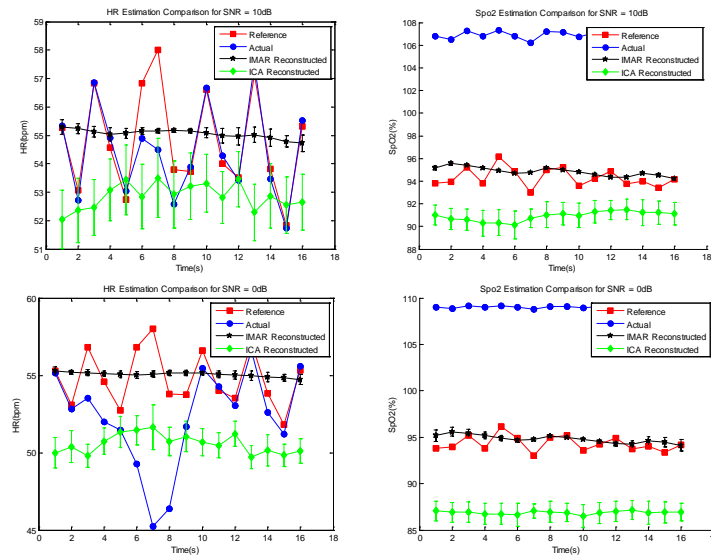 HR Estimation Comparison for SNR = 10dB
59
58
57
56
55
54
53
52
51
HR(bpm)
0 2 4 6 8 10 12 14 16 18
Time(s)
Reference
Actual
IMAR Reconstructed
ICA Reconstructed
Spo2 Estimation Comparison for SNR = 10dB
108
106
104
102
100
98
96
94
92
90
88
SpO2(%)
0 2 4 6 8 10 12 14 16 18
Time(s)
Reference
Actual
IMAR Reconstructed
ICA Reconstructed
HR Estimation Comparison for SNR = 0dB
60
55
50
45
HR(bpm)
0 2 4 6 8 10 12 14 16 18
Time(s)
Reference
Actual
IMAR Reconstructed
ICA Reconstructed
Spo2 Estimation Comparison for SNR = 0dB
110
105
100
95
90
85
SpO2(%)
0 2 4 6 8 10 12 14 16 18
Time(s)
Reference
Actual
IMAR Reconstructed
ICA Reconstructed